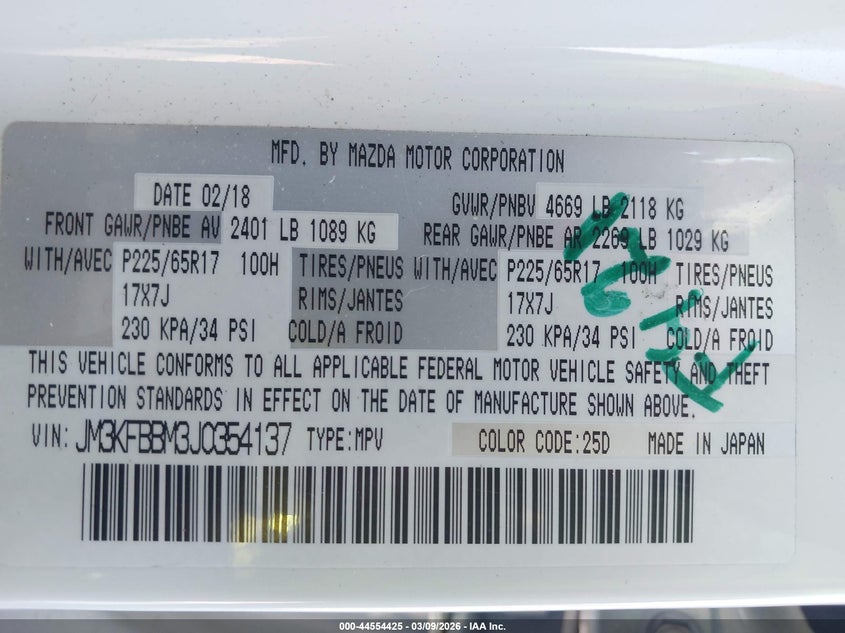 MFD. BY MAZDA MOTOR CORPORATION
DATE 02/18 GVWR/PNBV 4669 LB 2118 KG
FRONT GAWR/PNBE AV 2401 LB 1089 KG REAR GAWR/PNBE AR 2269 LB 1029 KG
WITH/AVEC P225/65R17 100H TIRES/PNEUS WITH/AVEC P225/65R17 100H TIRES/PNEUS
17X7J RIMS/JANTES 17X7J RIMS/JANTES
230 KPA/34 PSI COLD/A FROID 230 KPA/34 PSI COLD/A FROID
THIS VEHICLE CONFORMS TO ALL APPLICABLE FEDERAL MOTOR VEHICLE SAFETY AND THEFT
PREVENTION STANDARDS IN EFFECT ON THE DATE OF MANUFACTURE SHOWN ABOVE.
VIN: JM3KFBBM3J0354137 TYPE:MPV COLOR CODE:25D MADE IN JAPAN
000-44554425 - 03/09/2026 - IAA Inc.